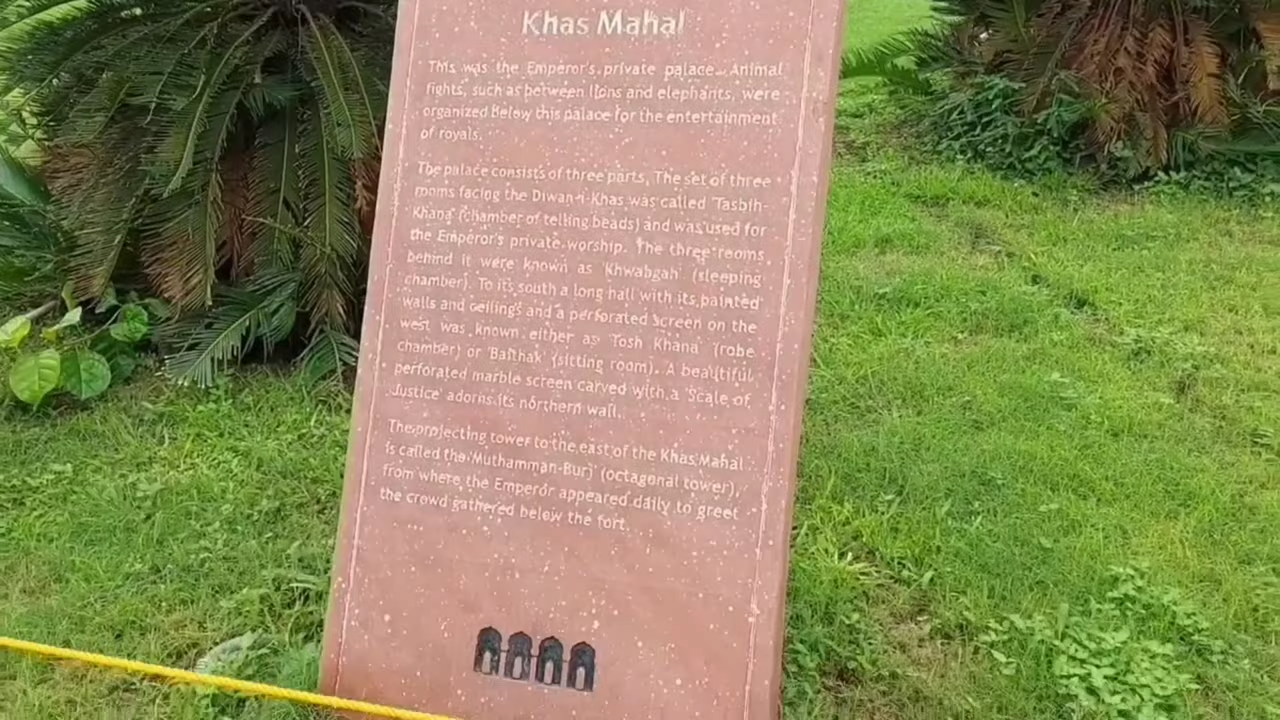 Khas Mahal
This was the Emperor's private palace. Animal
fights, such as between lions and elephants, were
organized below this palace for the entertainment
of royals.
The palace consists of three parts. The set of three
rooms facing the Diwan-i-Khas was called 'Tasbih-
Khana' (chamber of telling beads) and was used for
the Emperor's private worship. The three rooms
behind it were known as 'Khwabgah' (sleeping
chamber). To its south a long hall with its painted
walls and ceilings and a perforated screen on the
west was known either as 'Tosh Khana' (robe
chamber) or 'Baithak' (sitting room). A beautiful
perforated marble screen carved with a 'Scale of
Justice' adorns its northern wall.
The projecting tower to the east of the Khas Mahal
is called the 'Muthamman-Burj' (octagonal tower),
from where the Emperor appeared daily to greet
the crowd gathered below the fort.